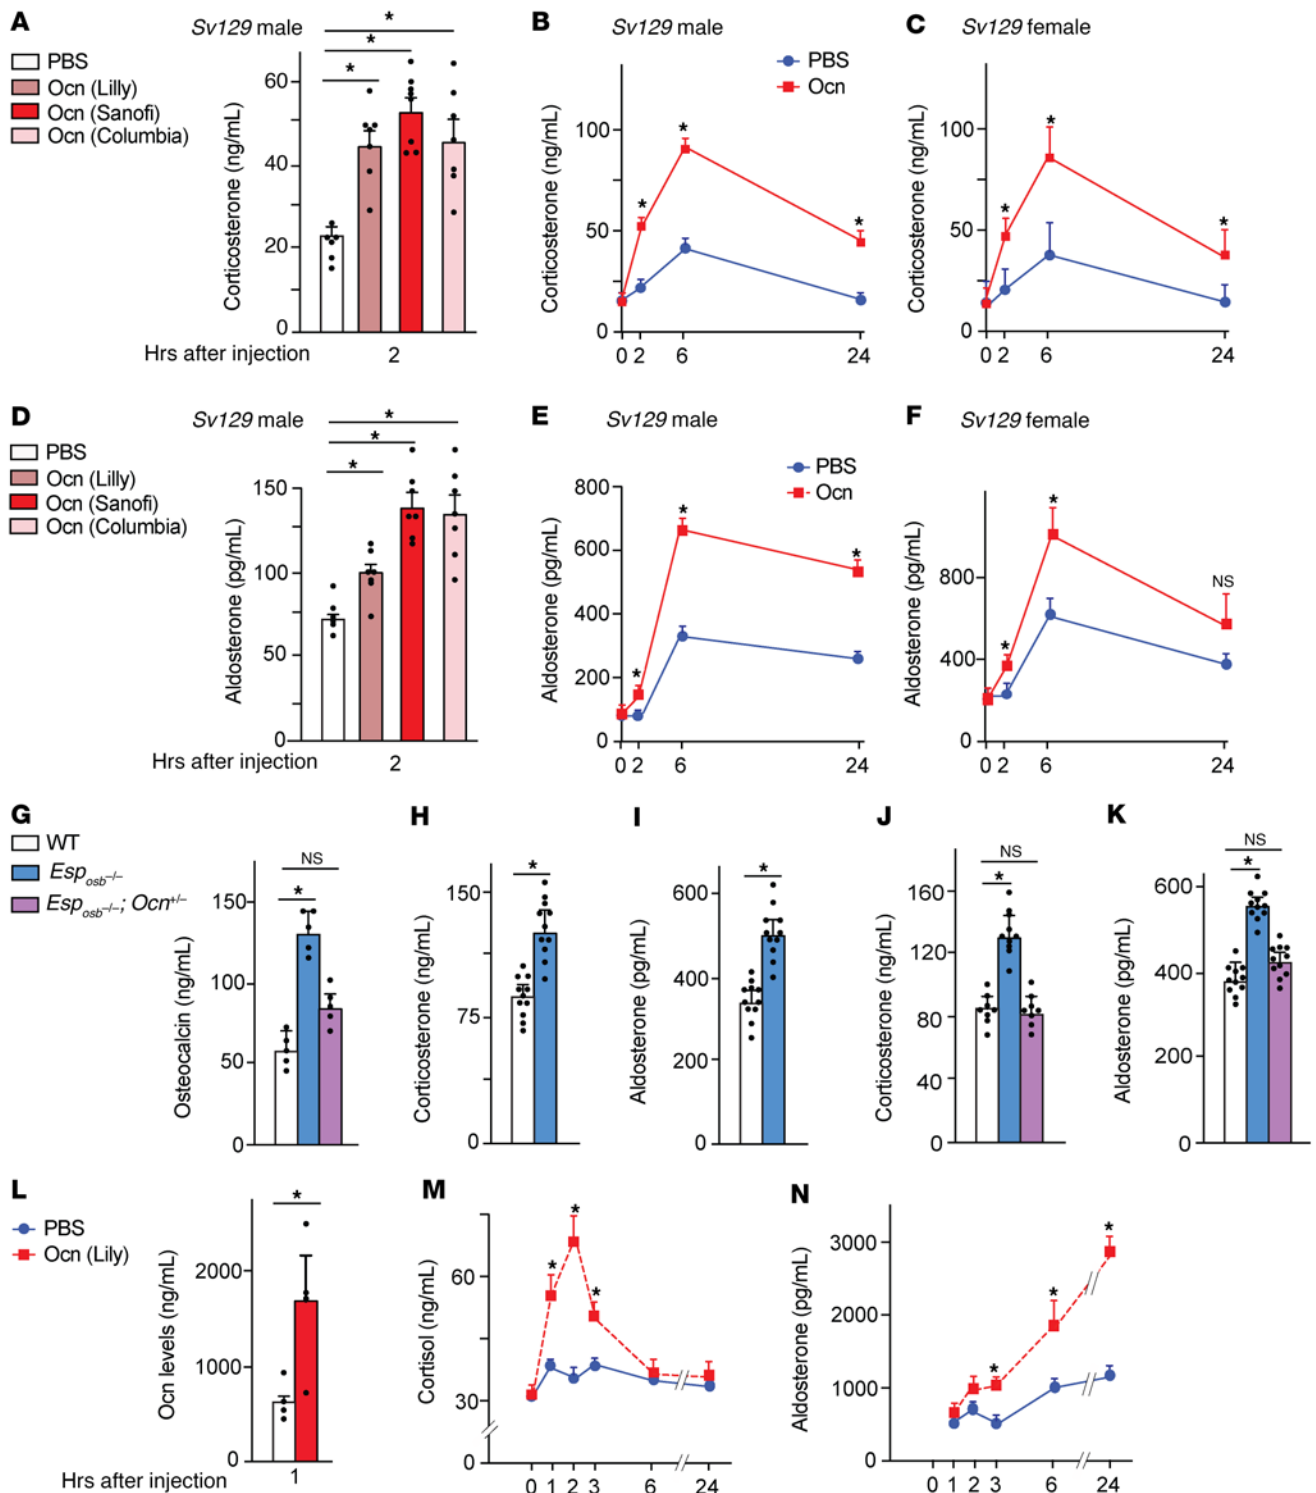 A
Sv129 male
*
*
*
PBS
Ocn (Lilly)
Ocn (Sanofi)
Ocn (Columbia)
Corticosterone (ng/mL)
60
40
20
0
Hrs after injection
2
B
Sv129 male
PBS
Ocn
Corticosterone (ng/mL)
100
50
0
*
*
*
0 2 6 24
C
Sv129 female
Corticosterone (ng/mL)
100
50
0
*
*
*
0 2 6 24
D
Sv129 male
*
*
*
PBS
Ocn (Lilly)
Ocn (Sanofi)
Ocn (Columbia)
Aldosterone (pg/mL)
150
100
50
0
Hrs after injection
2
E
Sv129 male
PBS
Ocn
Aldosterone (pg/mL)
800
600
400
200
0
*
*
*
0 2 6 24
F
Sv129 female
Aldosterone (pg/mL)
800
400
0
*
*
NS
0 2 6 24
G
WT
Esp osb –/–
Esp osb –/–; Ocn+/–
NS
*
Osteocalcin (ng/mL)
150
100
50
0
H
*
Corticosterone (ng/mL)
150
75
0
I
*
Aldosterone (pg/mL)
600
400
200
0
J
NS
*
Corticosterone (ng/mL)
160
120
80
40
0
K
NS
*
Aldosterone (pg/mL)
600
400
200
0
L
PBS
Ocn (Lily)
*
Ocn levels (ng/mL)
2000
1000
0
Hrs after injection
1
M
Cortisol (ng/mL)
60
30
0
*
*
*
0 1 2 3 6 24
N
Aldosterone (pg/mL)
3000
2000
1000
0
*
*
*
0 1 2 3 6 24